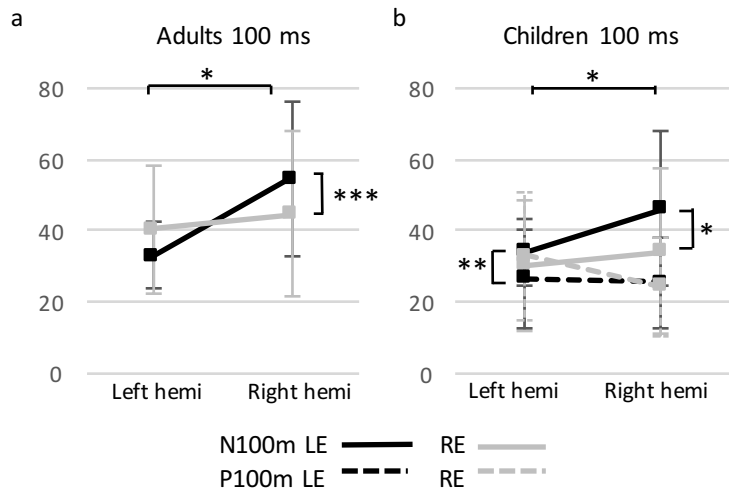 a
Adults 100 ms
80
60
40
20
0
*
***
Left hemi
Right hemi
b
Children 100 ms
80
60
40
20
0
*
*
**
Left hemi
Right hemi
N100m LE
RE
P100m LE
RE